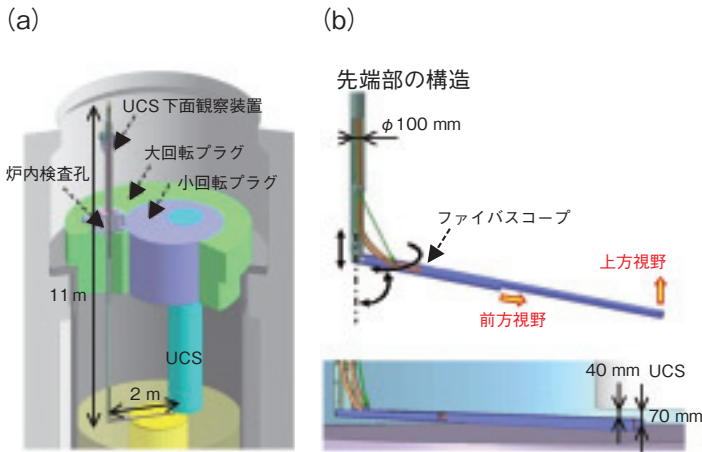 (a)
UCS下面観察装置
大回転プラグ
炉内検査孔
小回転プラグ
11 m
UCS
2 m
(b)
先端部の構造
φ100 mm
ファイバスコープ
上方視野
前方視野
40 mm
UCS
70 mm